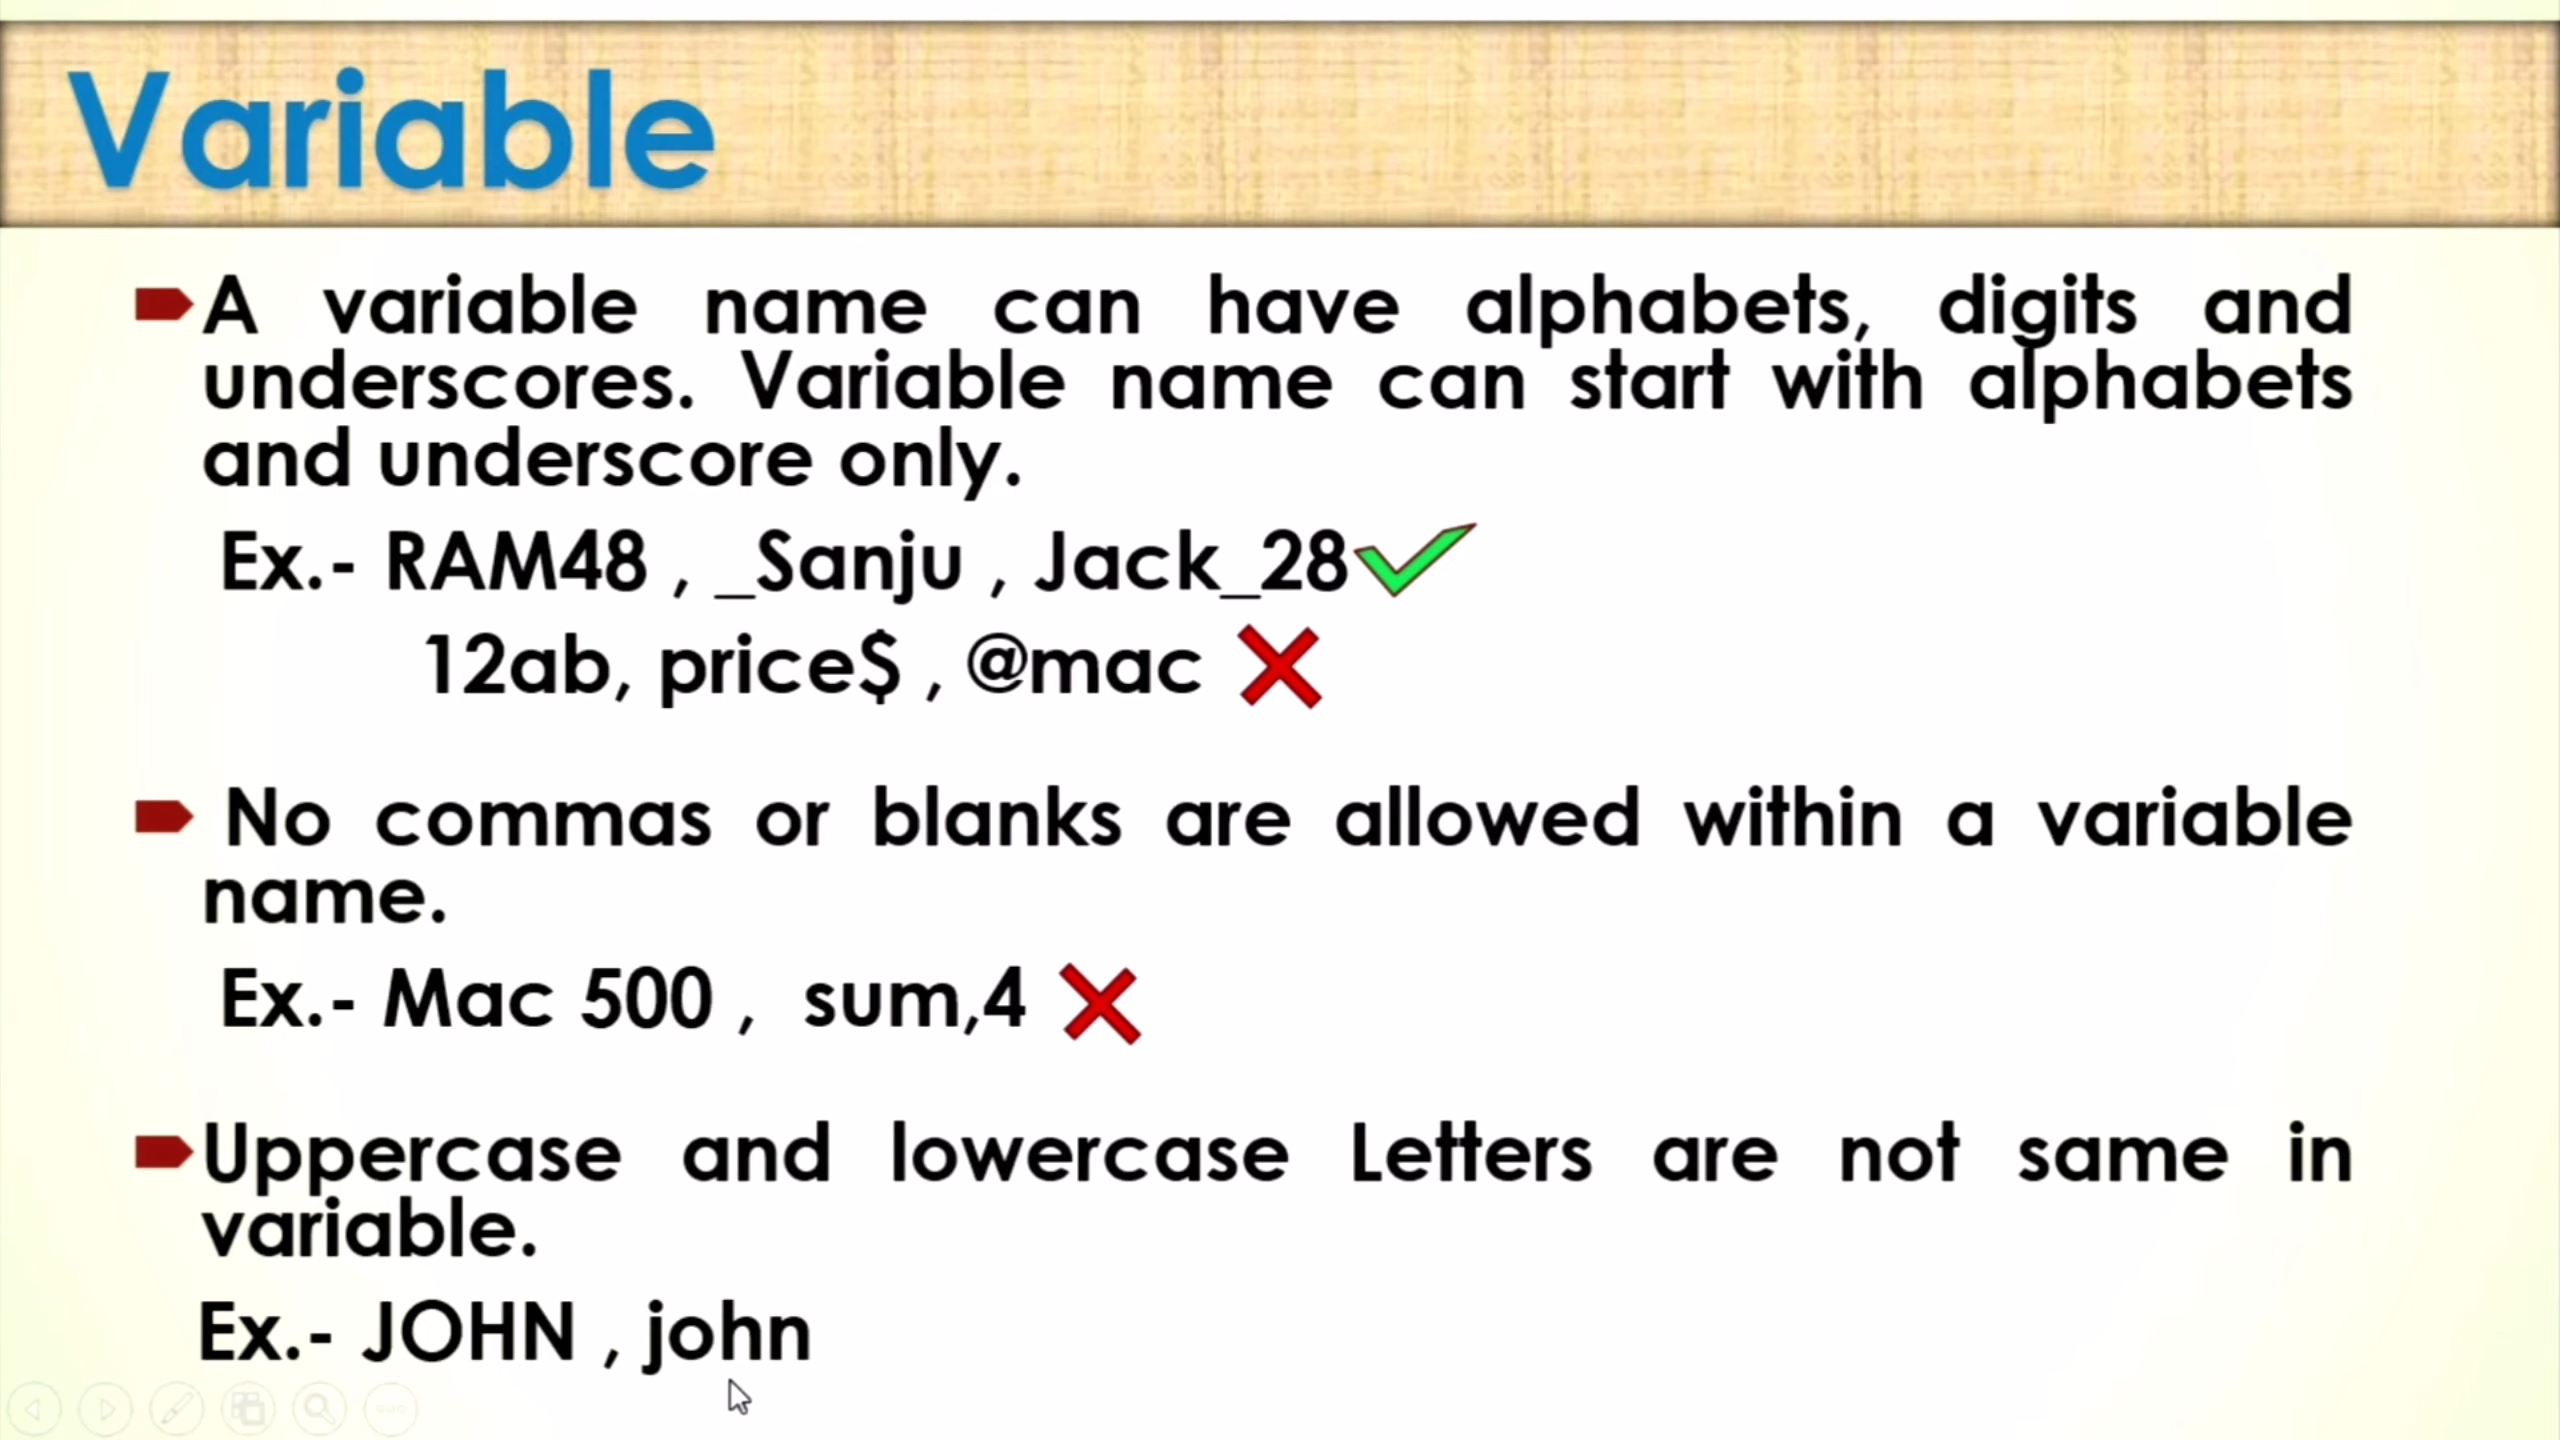 Variable
A variable name can have alphabets, digits and
underscores. Variable name can start with alphabets
and underscore only.
Ex.- RAM48 , _Sanju , Jack_28
12ab, price$ , @mac
No commas or blanks are allowed within a variable
name.
Ex.- Mac 500 , sum,4
Uppercase and lowercase Letters are not same in
variable.
Ex.- JOHN , john